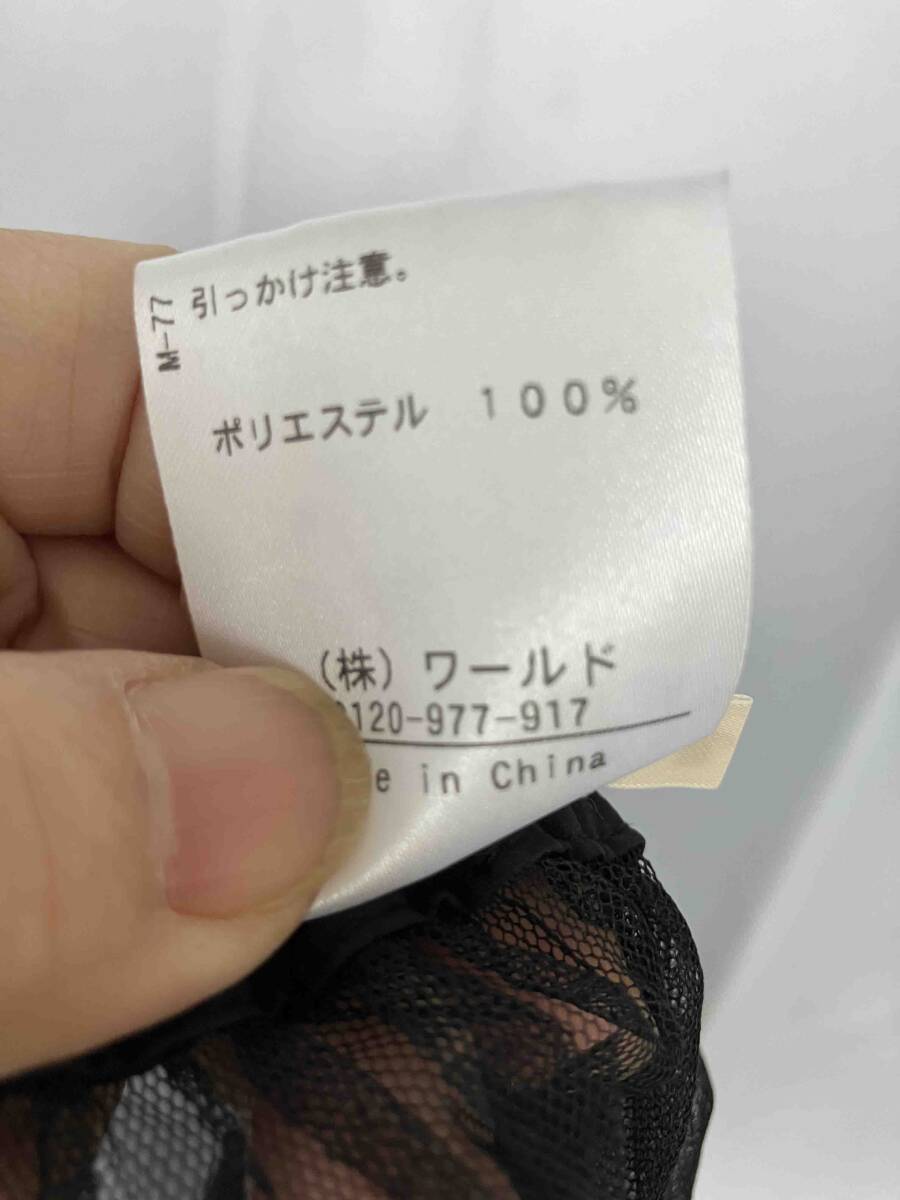 M-77
引っかけ注意。
ポリエステル 100%
(株) ワールド
120-977-917
in China